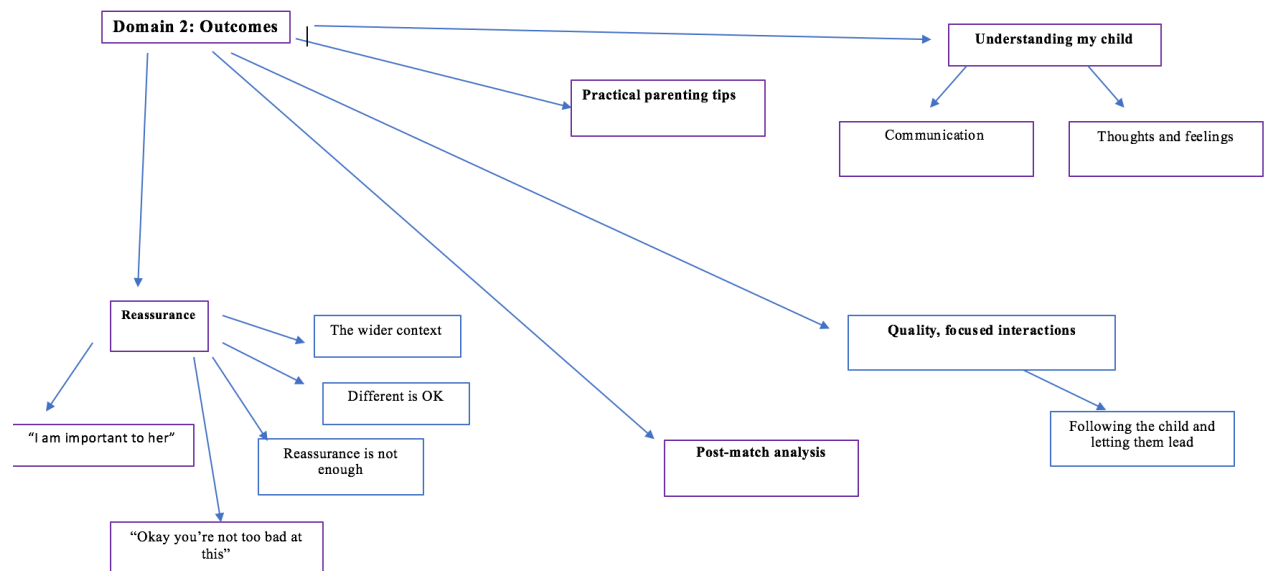 Domain 2: Outcomes
Understanding my child
Practical parenting tips
Communication
Thoughts and feelings
Reassurance
The wider context
Quality, focused interactions
Different is OK
Following the child and
letting them lead
“I am important to her”
Reassurance is not
enough
Post-match analysis
“Okay you’re not too bad at
this”